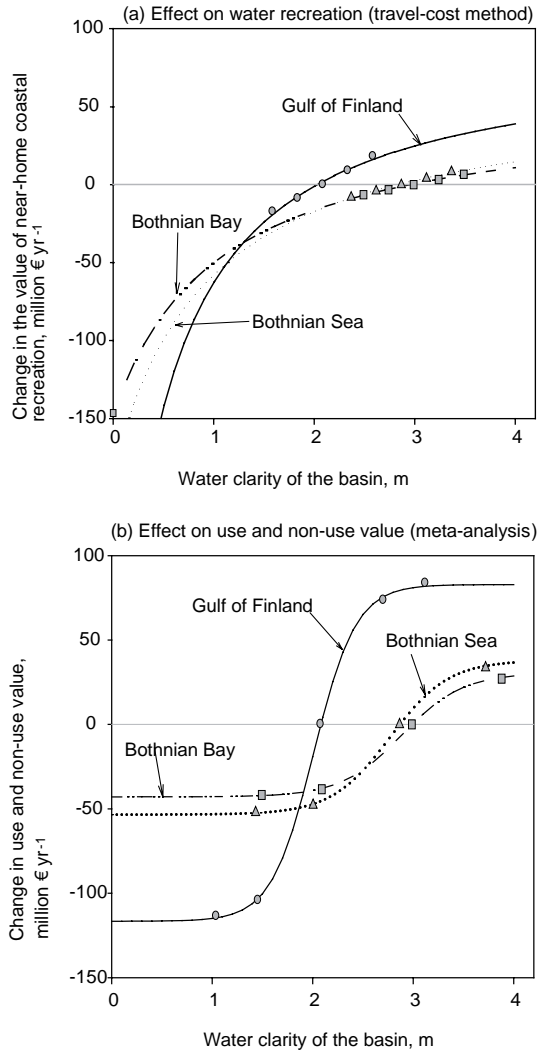 (a) Effect on water recreation (travel-cost method)
Change in the value of near-home coastal
recreation, million € yr-1
100
50
0
-50
-100
-150
Gulf of Finland
Bothnian Bay
Bothnian Sea
0 1 2 3 4
Water clarity of the basin, m
(b) Effect on use and non-use value (meta-analysis)
Change in use and non-use value,
million € yr-1
100
50
0
-50
-100
-150
Gulf of Finland
Bothnian Sea
Bothnian Bay
0 1 2 3 4
Water clarity of the basin, m